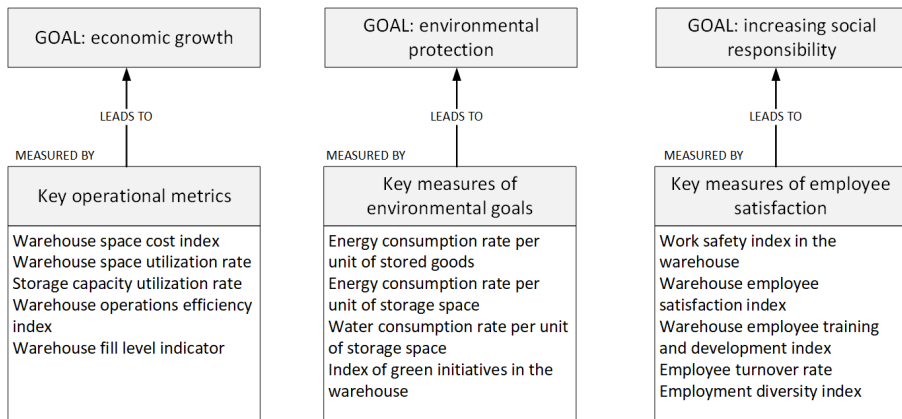 GOAL: economic growth
LEADS TO
MEASURED BY
Key operational metrics
Warehouse space cost index
Warehouse space utilization rate
Storage capacity utilization rate
Warehouse operations efficiency
index
Warehouse fill level indicator
GOAL: environmental
protection
LEADS TO
MEASURED BY
Key measures of
environmental goals
Energy consumption rate per
unit of stored goods
Energy consumption rate per
unit of storage space
Water consumption rate per unit
of storage space
Index of green initiatives in the
warehouse
GOAL: increasing social
responsibility
LEADS TO
MEASURED BY
Key measures of employee
satisfaction
Work safety index in the
warehouse
Warehouse employee
satisfaction index
Warehouse employee training
and development index
Employee turnover rate
Employment diversity index